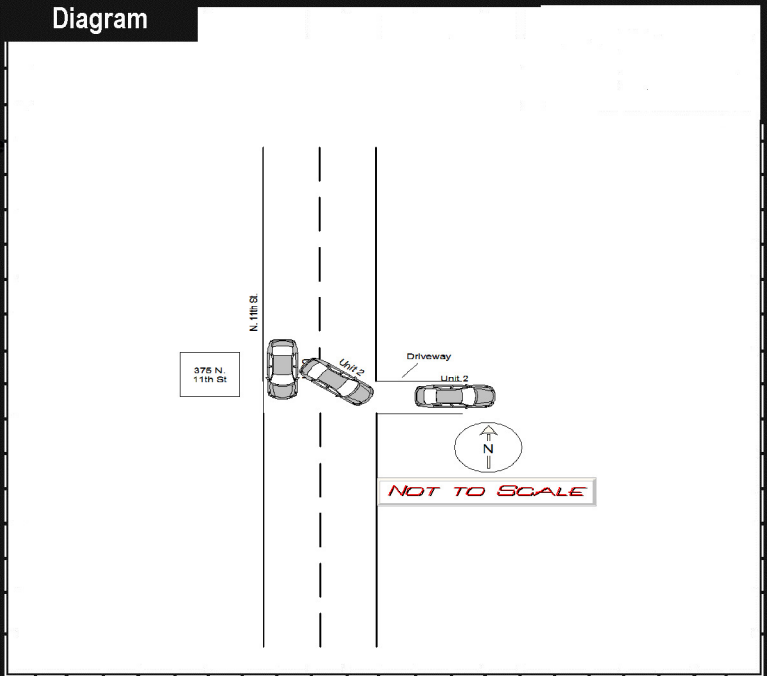 Diagram
N. 11th St.
375 N.
11th St
Unit 2
Driveway
Unit 2
N
NOT TO SCALE